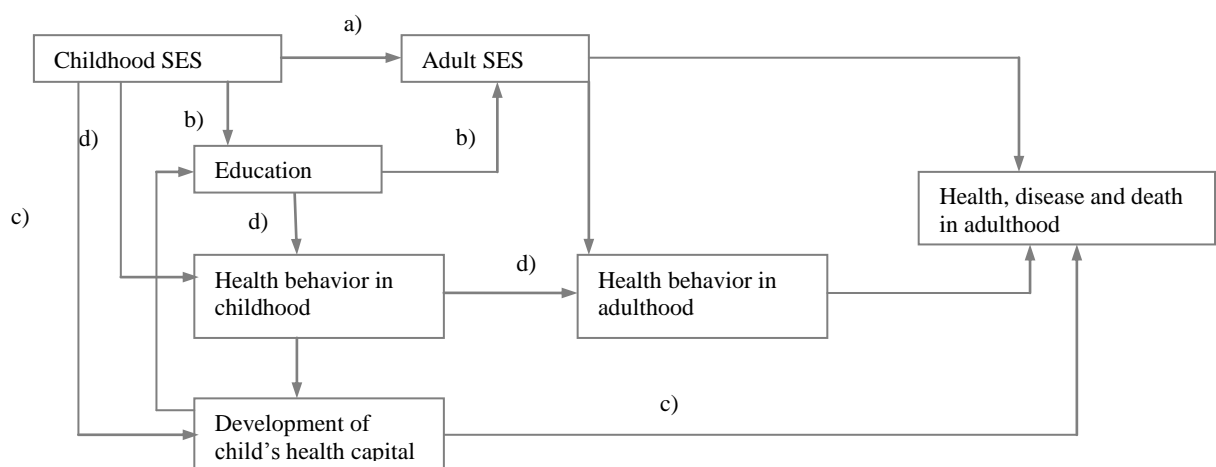 a)
Childhood SES
Adult SES
b)
d)
b)
Education
Health, disease and death
in adulthood
c)
d)
d)
Health behavior in
childhood
Health behavior in
adulthood
c)
Development of
child's health capital